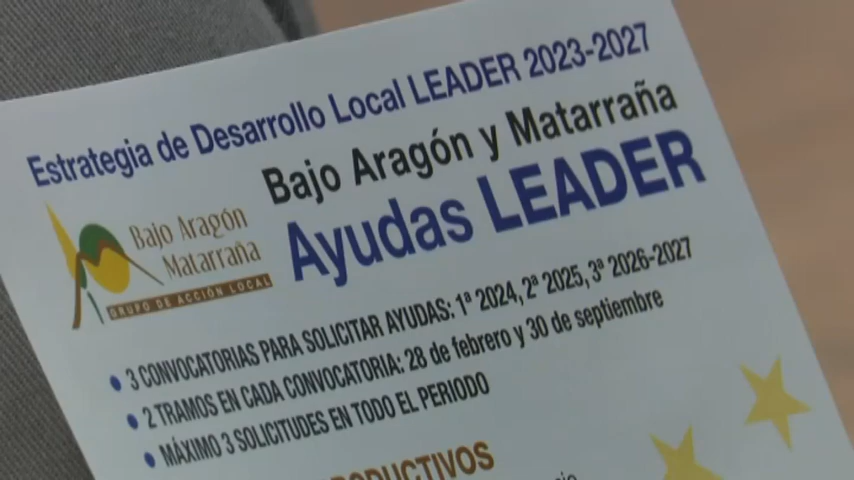 Estrategia de Desarrollo Local LEADER 2023-2027
Bajo Aragón y Matarraña
Ayudas LEADER
Bajo Aragón
Matarraña
GRUPO DE ACCIÓN LOCAL
• 3 CONVOCATORIAS PARA SOLICITAR AYUDAS: 1ª 2024, 2ª 2025, 3ª 2026-2027
• 2 TRAMOS EN CADA CONVOCATORIA: 28 de febrero y 30 de septiembre
• MÁXIMO 3 SOLICITUDES EN TODO EL PERIODO